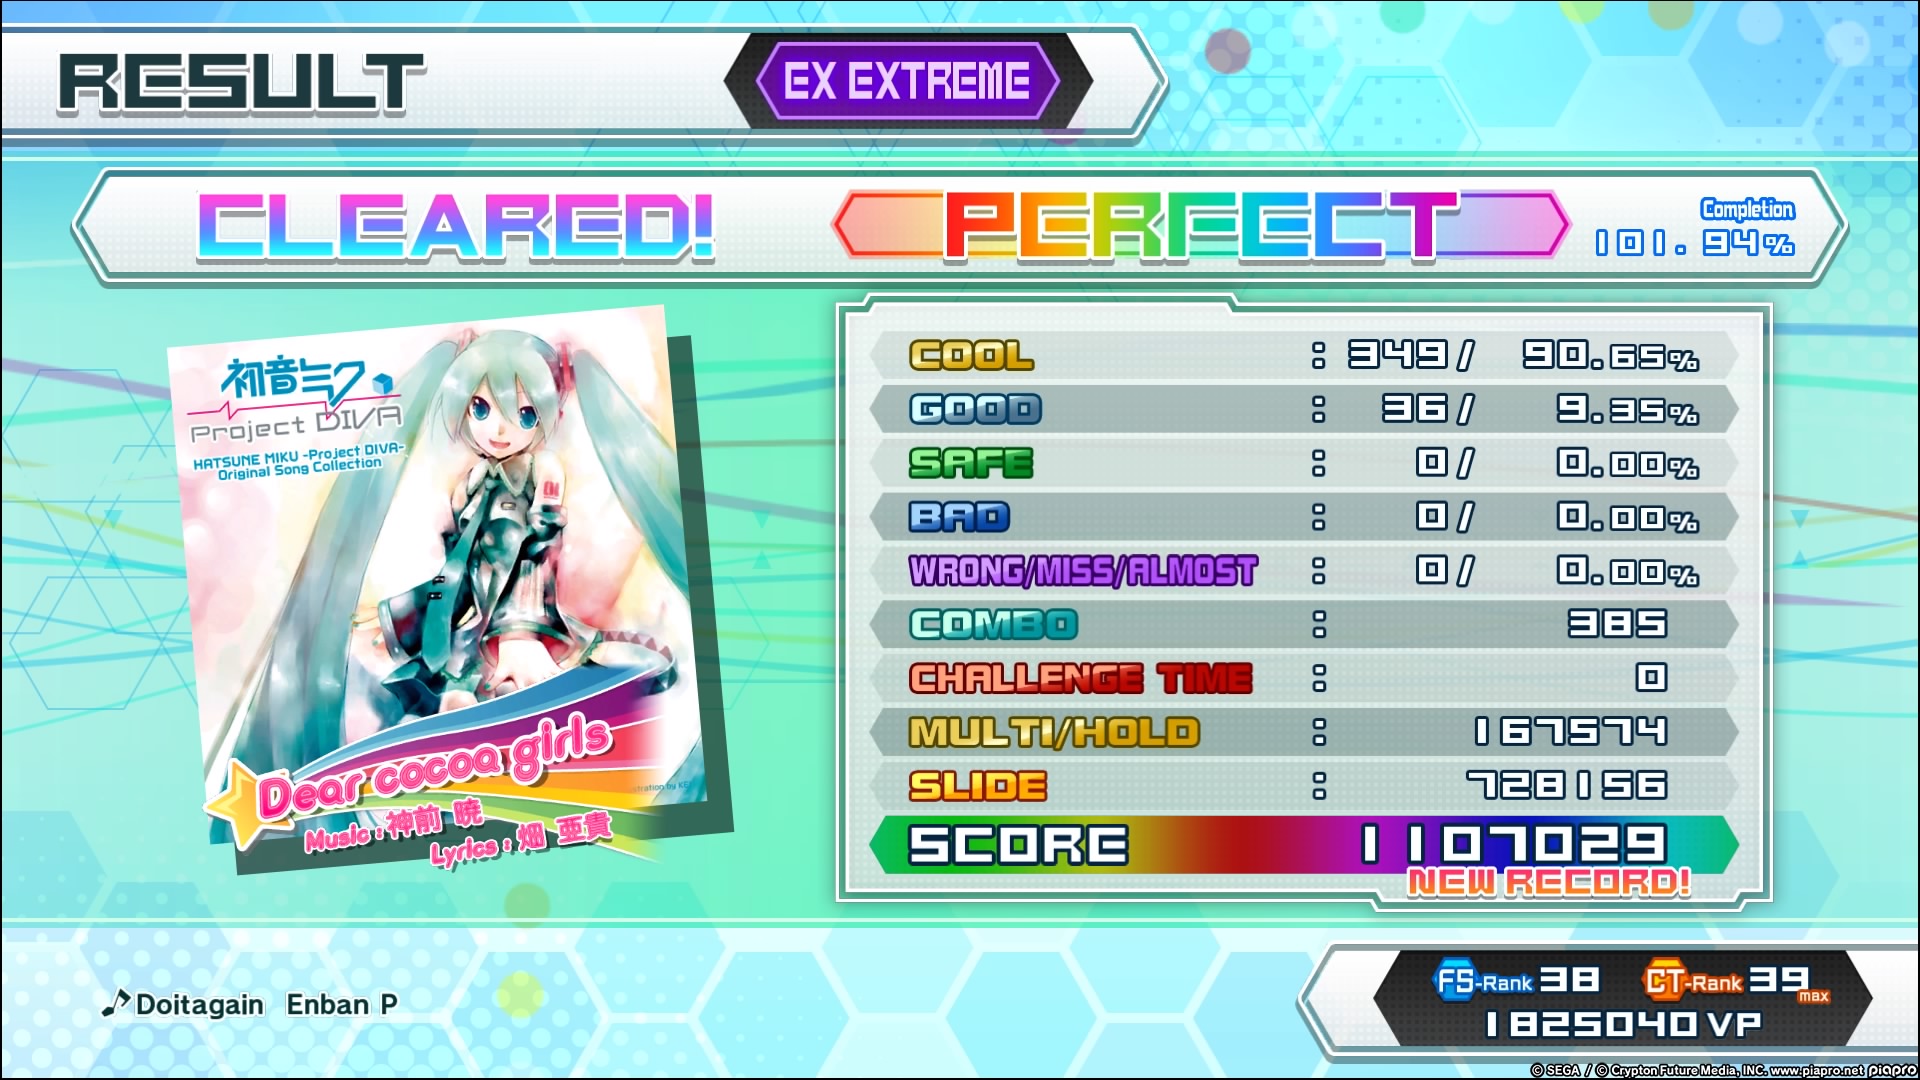 RESULT
EX EXTREME
CLEARED!
PERFECT
Completion
101.94%
初音ミク
Project DIVA
HATSUNE MIKU -Project DIVA-
Original Song Collection
01
Dear cocoa girls
Music : 神前 暁
Lyrics : 畑 亜貴
COOL : 349 / 90.65%
GOOD : 36 / 9.35%
SAFE : 0 / 0.00%
BAD : 0 / 0.00%
WRONG/MISS/ALMOST : 0 / 0.00%
COMBO : 385
CHALLENGE TIME : 0
MULTI/HOLD : 167574
SLIDE : 728156
SCORE 1107029
NEW RECORD!
Doitagain Enban P
FS-Rank 38 CT-Rank 39 max
1825040 VP
© SEGA / © Crypton Future Media, INC. www.piapro.net piapro